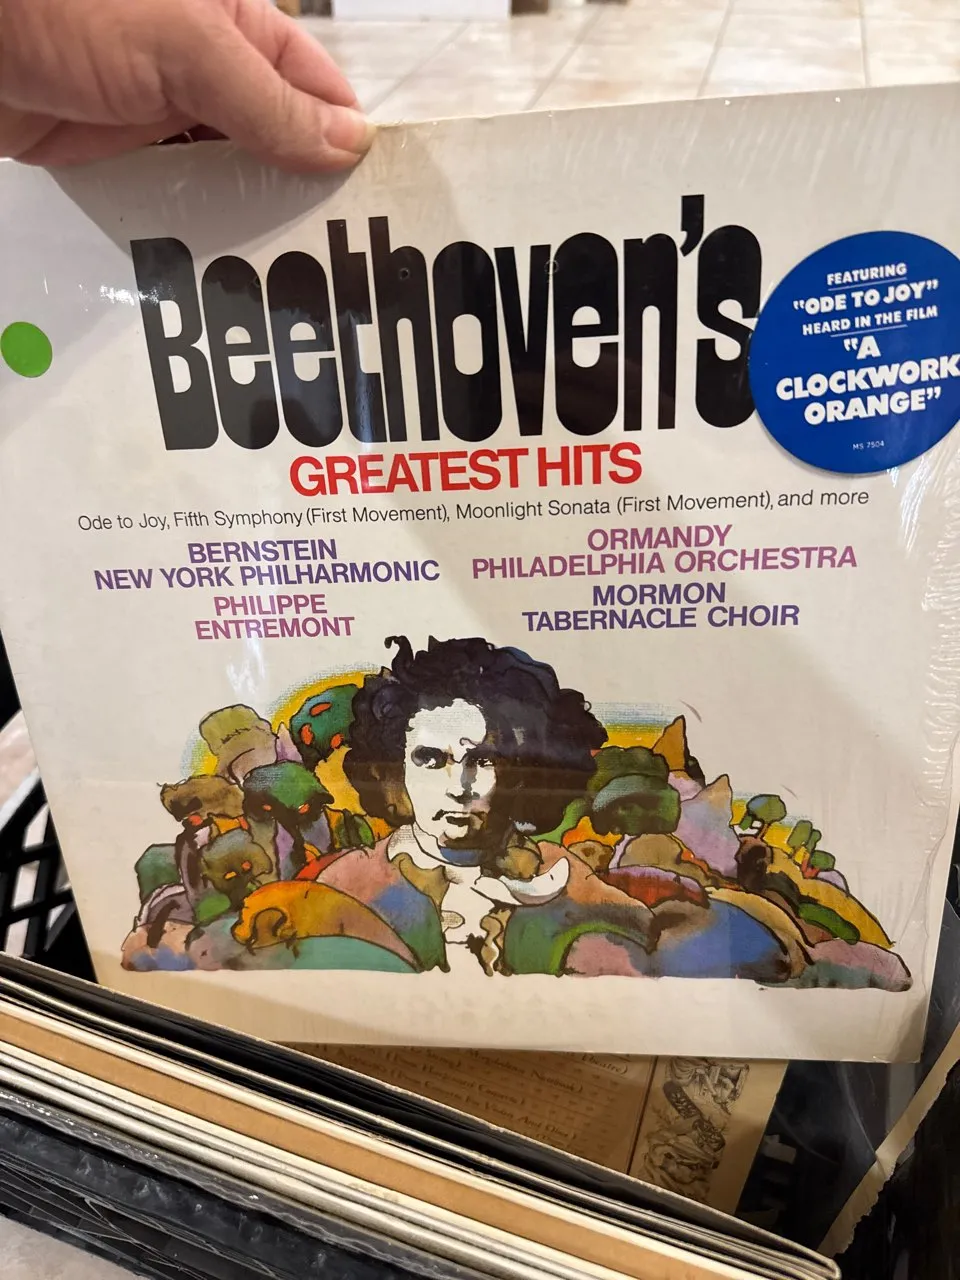 Beethoven's
GREATEST HITS
Ode to Joy, Fifth Symphony (First Movement), Moonlight Sonata (First Movement), and more
BERNSTEIN
NEW YORK PHILHARMONIC
PHILIPPE
ENTREMONT
ORMANDY
PHILADELPHIA ORCHESTRA
MORMON
TABERNACLE CHOIR
FEATURING
"ODE TO JOY"
HEARD IN THE FILM
"A
CLOCKWORK
ORANGE"
MS 7504